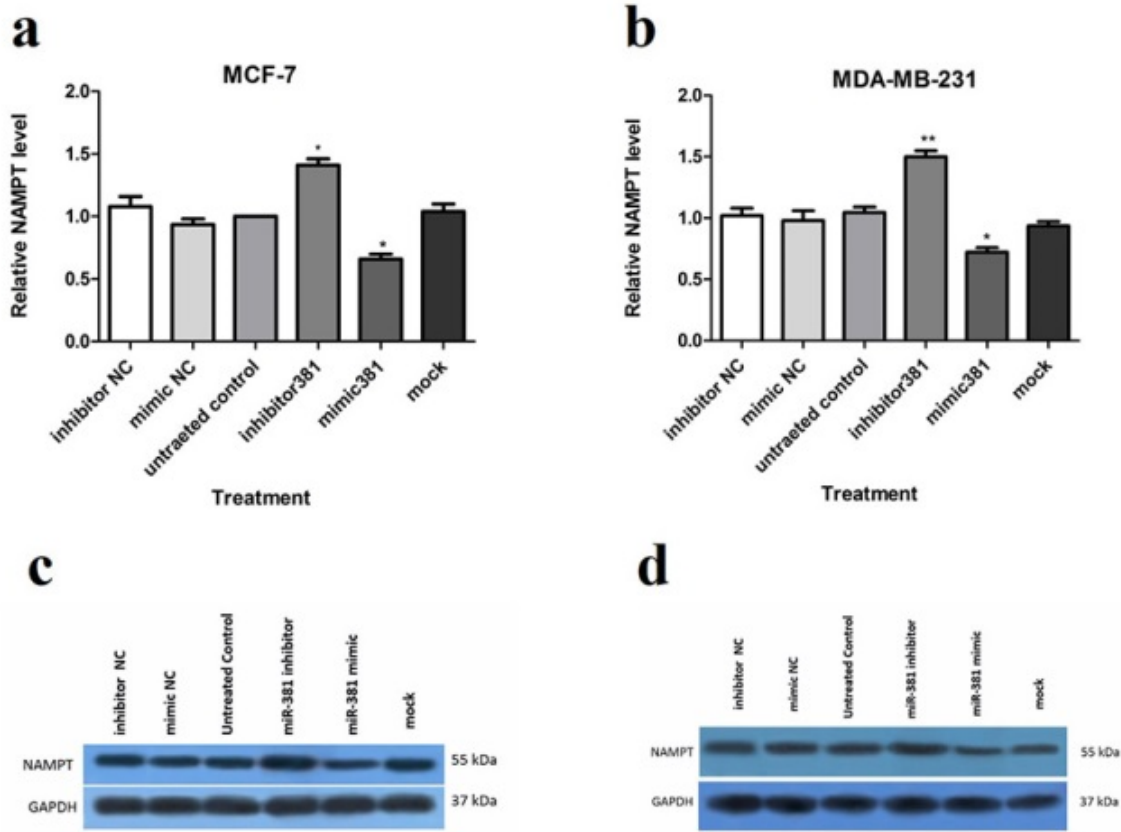 a
MCF-7
Relative NAMPT level
2.0
1.5
1.0
0.5
0.0
*
*
inhibitor NC
mimic NC
untraeted control
inhibitor381
mimic381
mock
Treatment
b
MDA-MB-231
Relative NAMPT level
2.0
1.5
1.0
0.5
0.0
**
*
inhibitor NC
mimic NC
untraeted control
inhibitor381
mimic381
mock
Treatment
c
inhibitor NC
mimic NC
Untreated Control
miR-381 inhibitor
miR-381 mimic
mock
NAMPT 55 kDa
GAPDH 37 kDa
d
inhibitor NC
mimic NC
Untreated Control
miR-381 inhibitor
miR-381 mimic
mock
NAMPT 55 kDa
GAPDH 37 kDa